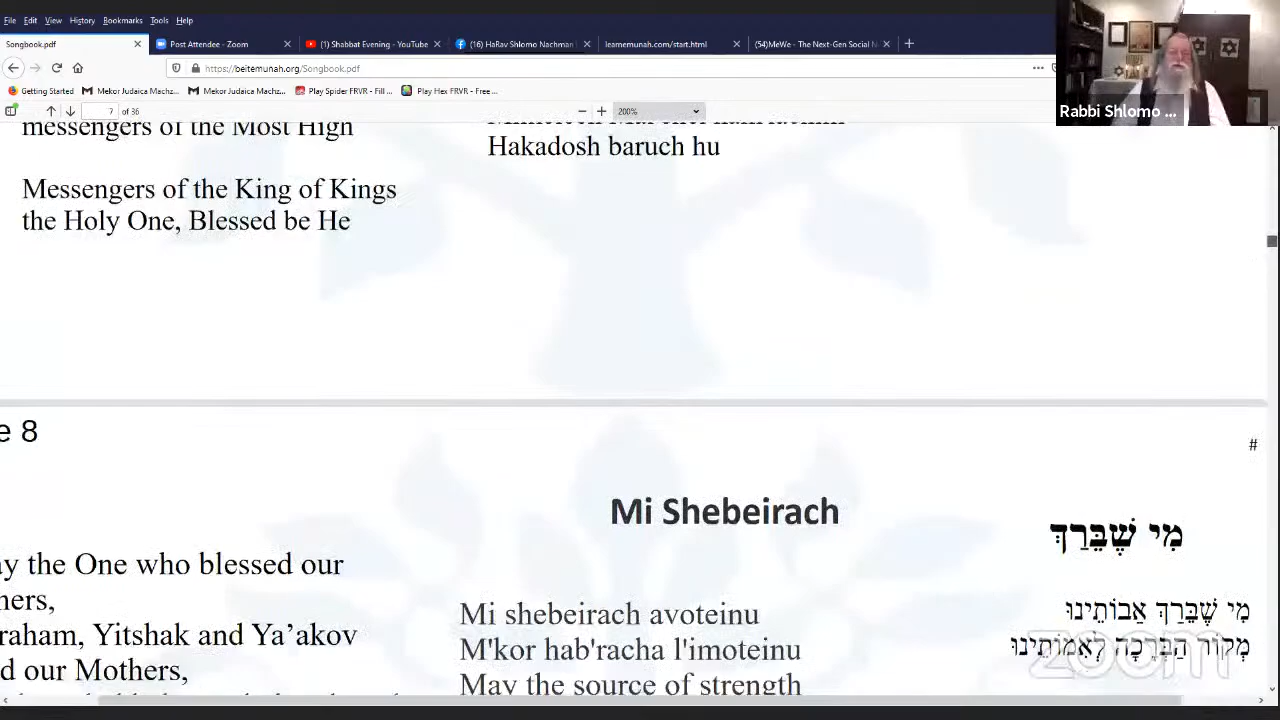 File Edit View History Bookmarks Tools Help
Songbook.pdf
Post Attendee - Zoom
(1) Shabbat Evening - YouTube
(16) HaRav Shlomo Nachman
learnemunah.com/start.html
(54)MeWe - The Next-Gen Social N
https://beitemunah.org/Songbook.pdf
Getting Started
Mekor Judaica Machz...
Mekor Judaica Machz...
Play Spider FRVR - Fill ...
Play Hex FRVR - Free ...
7 of 36
200%
Rabbi Shlomo ...
messengers of the Most High
Hakadosh baruch hu
Messengers of the King of Kings
the Holy One, Blessed be He
e 8
#
Mi Shebeirach
מִי שֶׁבֵּרַךְ
ay the One who blessed our
hers,
raham, Yitshak and Ya’akov
d our Mothers,
Mi shebeirach avoteinu
M'kor hab'racha l'imoteinu
May the source of strength
מִי שֶׁבֵּרַךְ אֲבוֹתֵינוּ
מְקוֹר הַבְּרָכָה לְאִמּוֹתֵינוּ
zoom